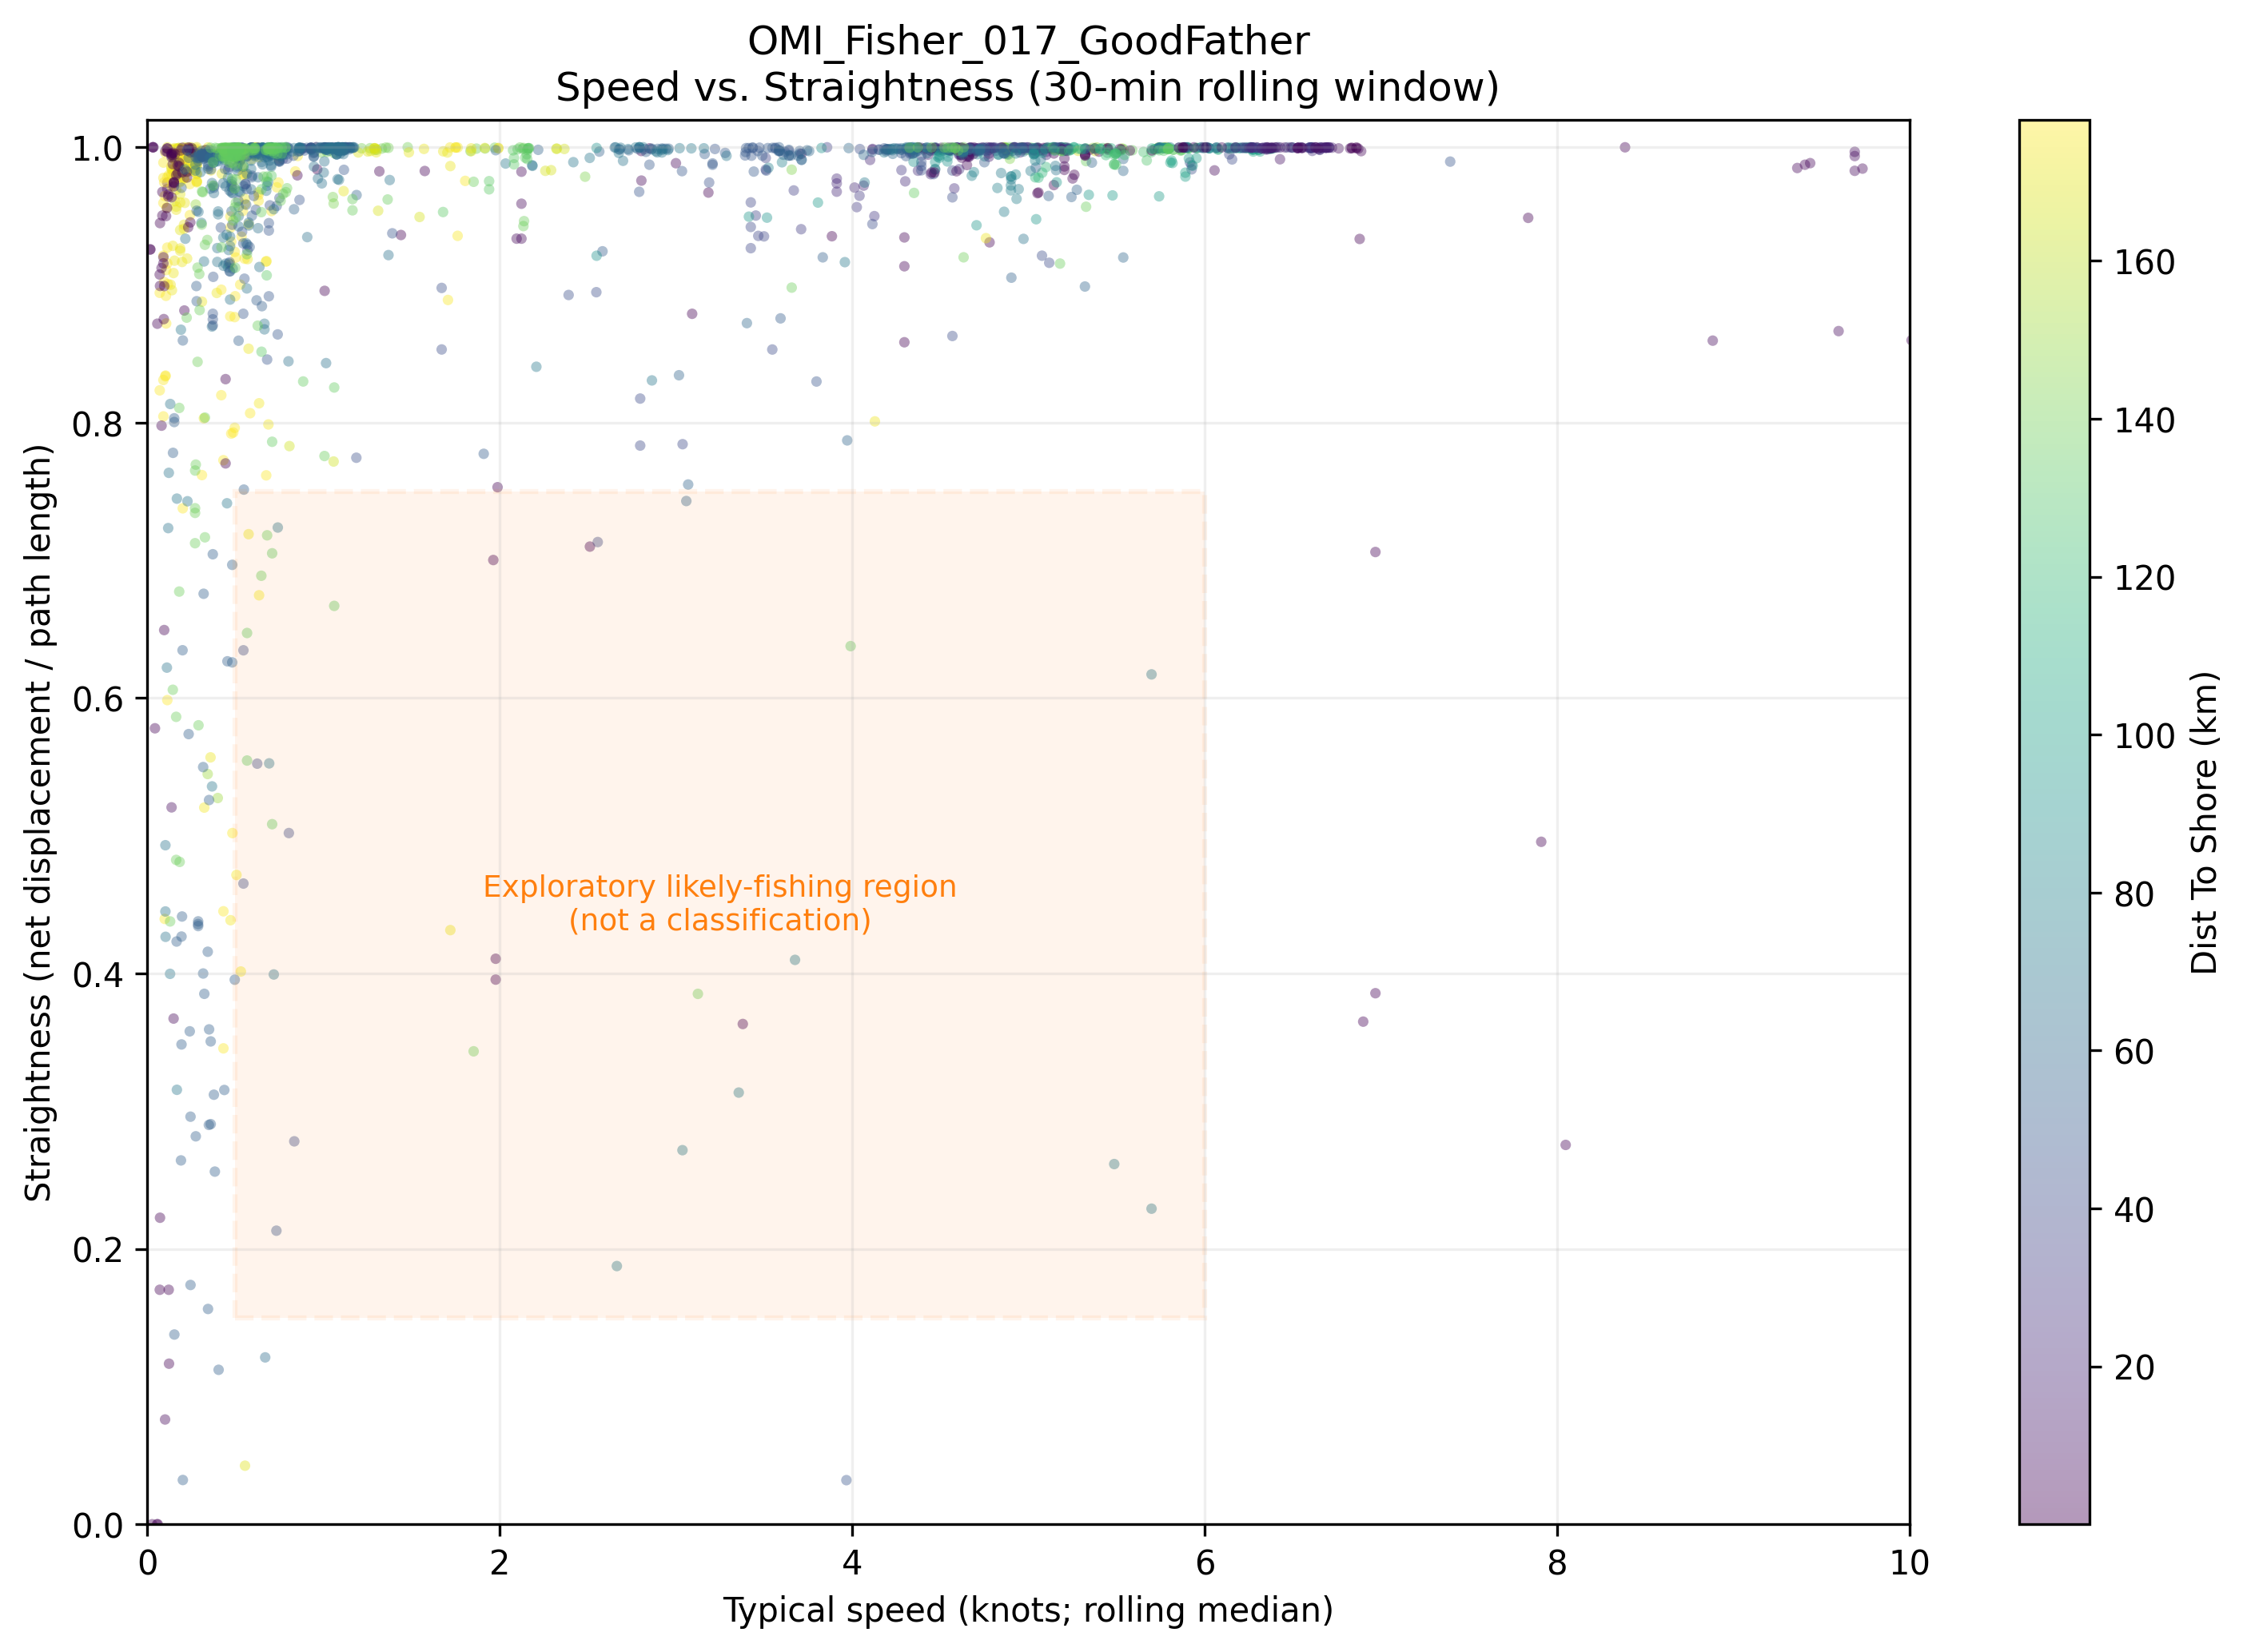 OMI_Fisher_017_GoodFather
Speed vs. Straightness (30-min rolling window)
Straightness (net displacement / path length)
1.0
0.8
0.6
0.4
0.2
0.0
Exploratory likely-fishing region
(not a classification)
0
2
4
6
8
10
Typical speed (knots; rolling median)
160
140
120
100
80
60
40
20
Dist To Shore (km)